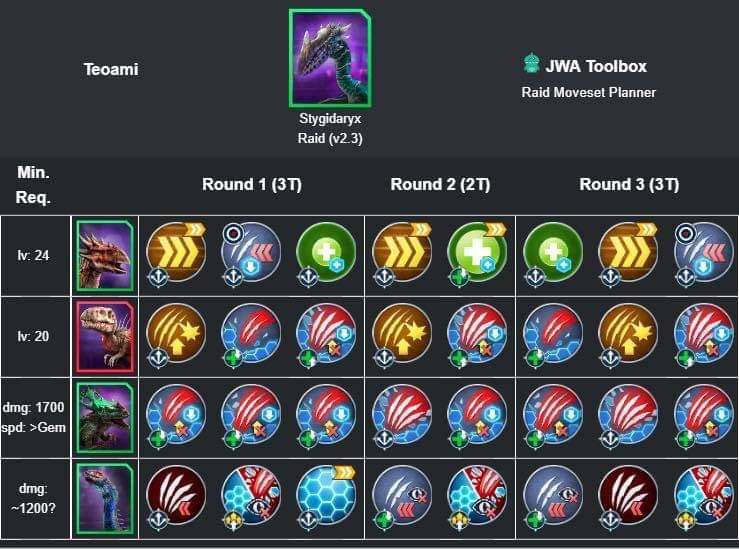 Teoami
JWA Toolbox
Raid Moveset Planner
Stygidaryx
Raid (v2.3)
Min.
Req.
Round 1 (3T)
Round 2 (2T)
Round 3 (3T)
lv: 24
lv: 20
dmg: 1700
spd: >Gem
dmg:
~1200?